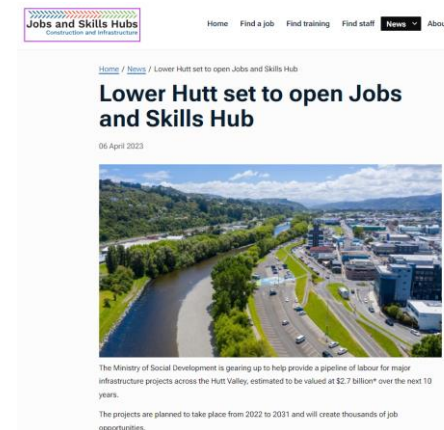 Jobs and Skills Hubs
Construction and Infrastructure
Home Find a job Find training Find staff News Abou
Home / News / Lower Hutt set to open Jobs and Skills Hub
Lower Hutt set to open Jobs
and Skills Hub
06 April 2023
The Ministry of Social Development is gearing up to help provide a pipeline of labour for major
infrastructure projects across the Hutt Valley, estimated to be valued at $2.7 billion* over the next 10
years.
The projects are planned to take place from 2022 to 2031 and will create thousands of job
opportunities.